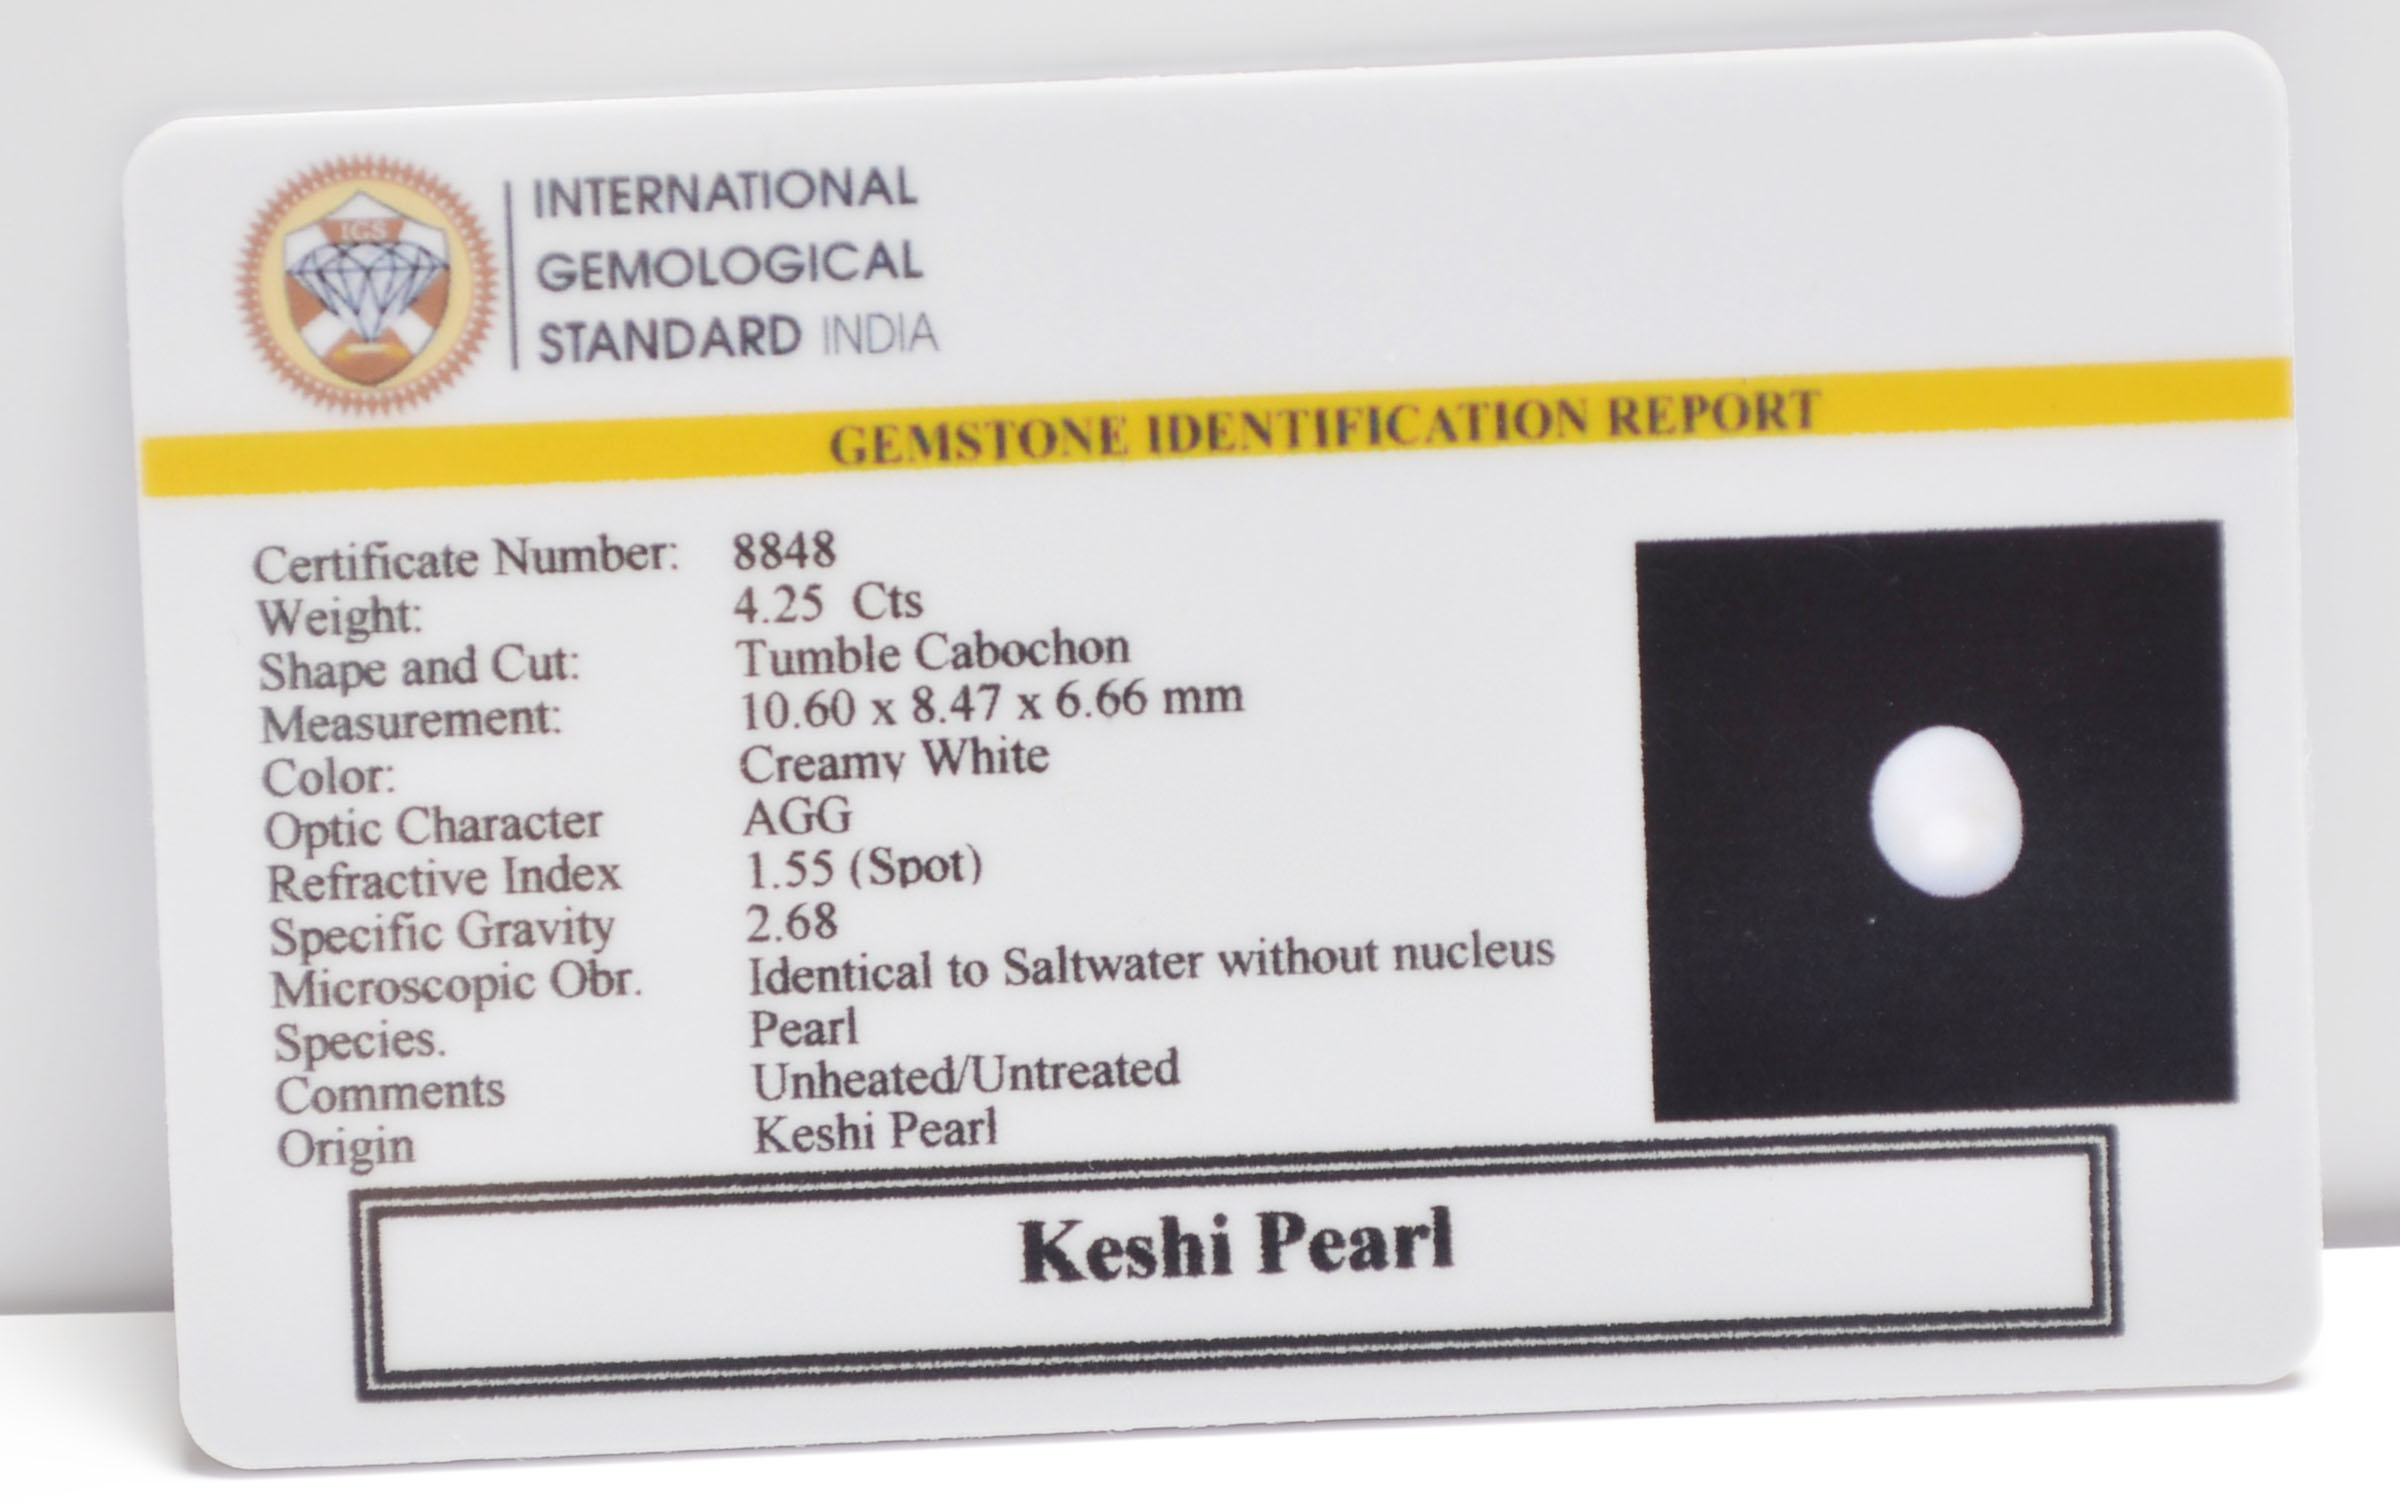 IGS
INTERNATIONAL
GEMOLOGICAL
STANDARD INDIA
GEMSTONE IDENTIFICATION REPORT
Certificate Number: 8848
Weight: 4.25 Cts
Shape and Cut: Tumble Cabochon
Measurement: 10.60 x 8.47 x 6.66 mm
Color: Creamy White
Optic Character AGG
Refractive Index 1.55 (Spot)
Specific Gravity 2.68
Microscopic Obr. Identical to Saltwater without nucleus
Species. Pearl
Comments Unheated/Untreated
Origin Keshi Pearl
Keshi Pearl